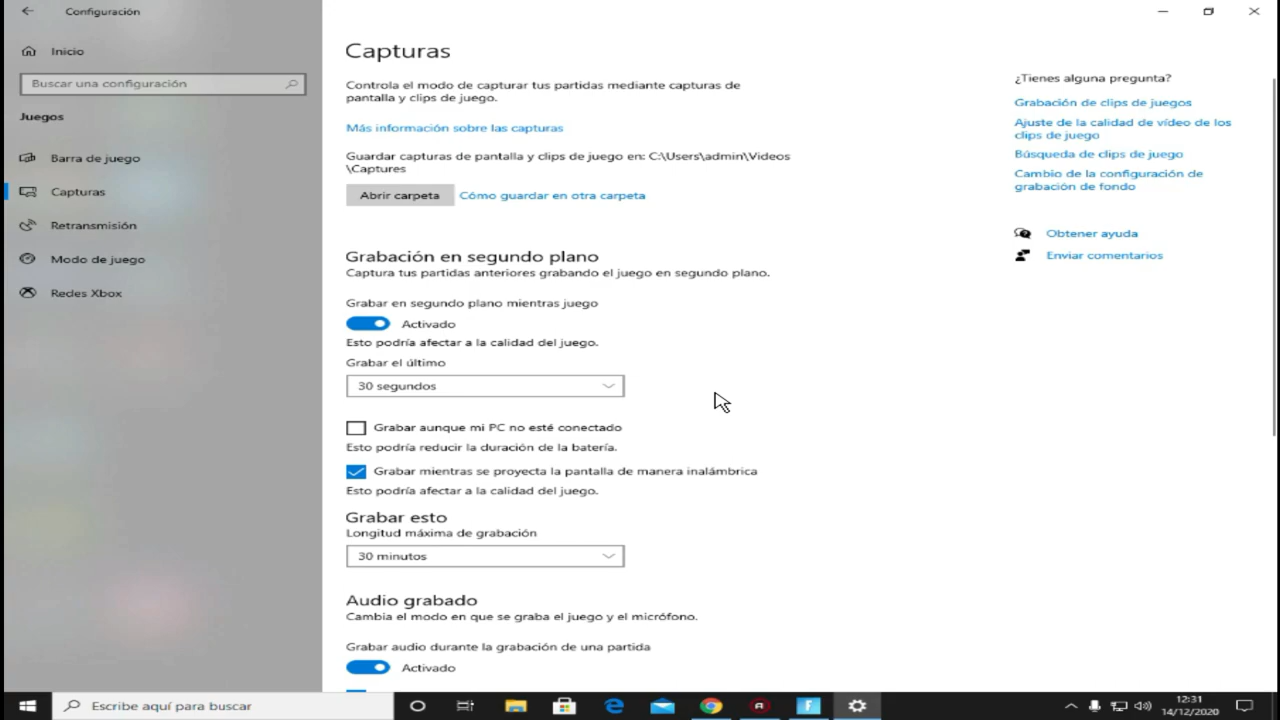 Configuración
Inicio
Buscar una configuración
Juegos
Barra de juego
Capturas
Retransmisión
Modo de juego
Redes Xbox
Capturas
Controla el modo de capturar tus partidas mediante capturas de
pantalla y clips de juego.
Más información sobre las capturas
Guardar capturas de pantalla y clips de juego en: C:\Users\admin\Videos
\Captures
Abrir carpeta Cómo guardar en otra carpeta
Grabación en segundo plano
Captura tus partidas anteriores grabando el juego en segundo plano.
Grabar en segundo plano mientras juego
Activado
Esto podría afectar a la calidad del juego.
Grabar el último
30 segundos
Grabar aunque mi PC no esté conectado
Esto podría reducir la duración de la batería.
Grabar mientras se proyecta la pantalla de manera inalámbrica
Esto podría afectar a la calidad del juego.
Grabar esto
Longitud máxima de grabación
30 minutos
Audio grabado
Cambia el modo en que se graba el juego y el micrófono.
Grabar audio durante la grabación de una partida
Activado
¿Tienes alguna pregunta?
Grabación de clips de juegos
Ajuste de la calidad de vídeo de los
clips de juego
Búsqueda de clips de juego
Cambio de la configuración de
grabación de fondo
Obtener ayuda
Enviar comentarios
Escribe aquí para buscar
12:31
14/12/2020